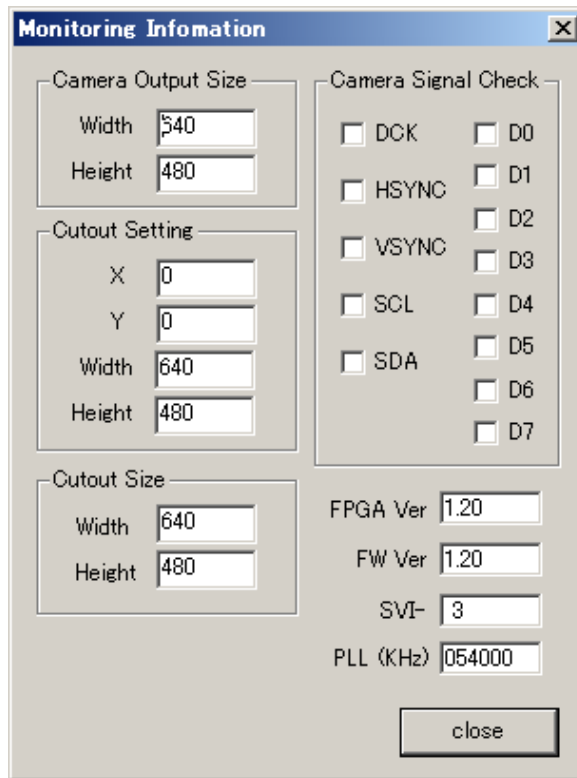 Monitoring Infomation
Camera Output Size
Width 640
Height 480
Cutout Setting
X 0
Y 0
Width 640
Height 480
Cutout Size
Width 640
Height 480
Camera Signal Check
DCK D0
HSYNC D1
D2
VSYNC D3
SCL D4
SDA D5
D6
D7
FPGA Ver 1.20
FW Ver 1.20
SVI- 3
PLL (KHz) 054000
close